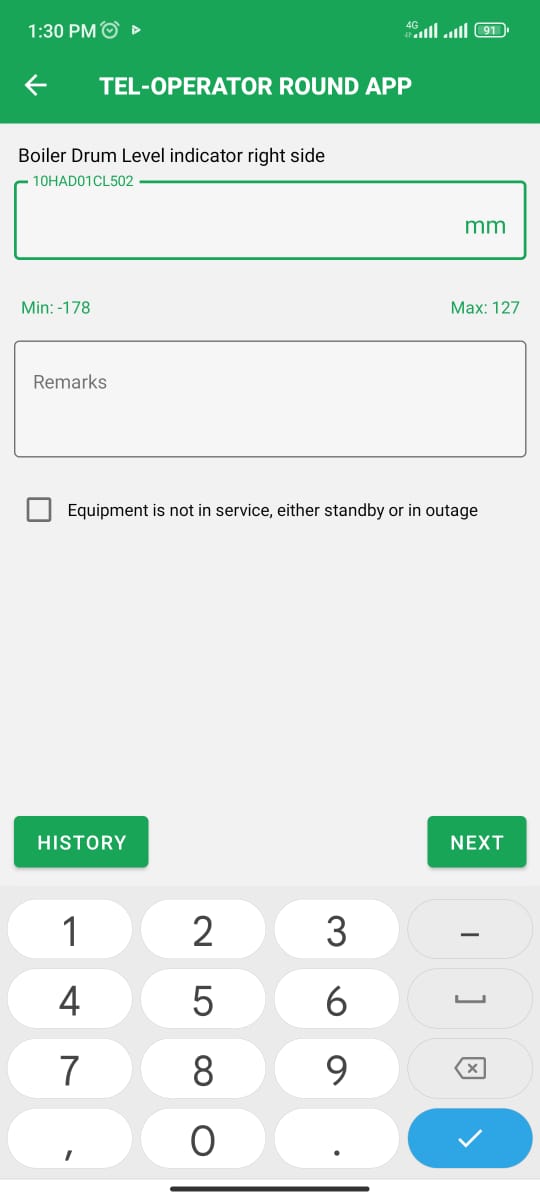 1:30 PM
4G
91
TEL-OPERATOR ROUND APP
Boiler Drum Level indicator right side
10HAD01CL502
mm
Min: -178 Max: 127
Remarks
Equipment is not in service, either standby or in outage
HISTORY NEXT
1 2 3 –
4 5 6
7 8 9
, 0 .